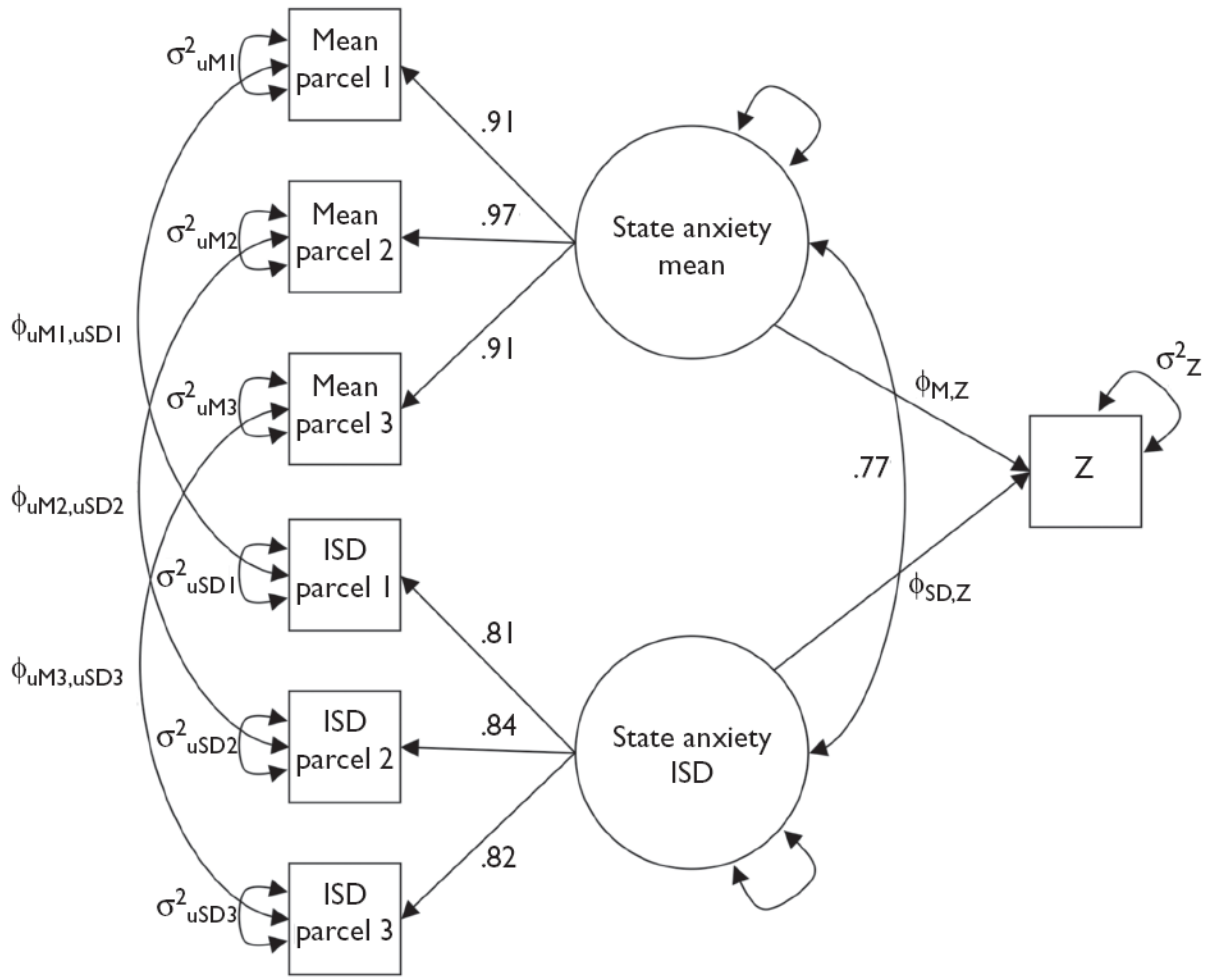 σ²uM1
Mean
parcel 1
.91
σ²uM2
Mean
parcel 2
.97
State anxiety
mean
ϕuM1,uSD1
σ²uM3
Mean
parcel 3
.91
ϕM,Z
σ²Z
Z
.77
ϕuM2,uSD2
σ²uSD1
ISD
parcel 1
.81
ϕSD,Z
ϕuM3,uSD3
σ²uSD2
ISD
parcel 2
.84
State anxiety
ISD
.82
σ²uSD3
ISD
parcel 3